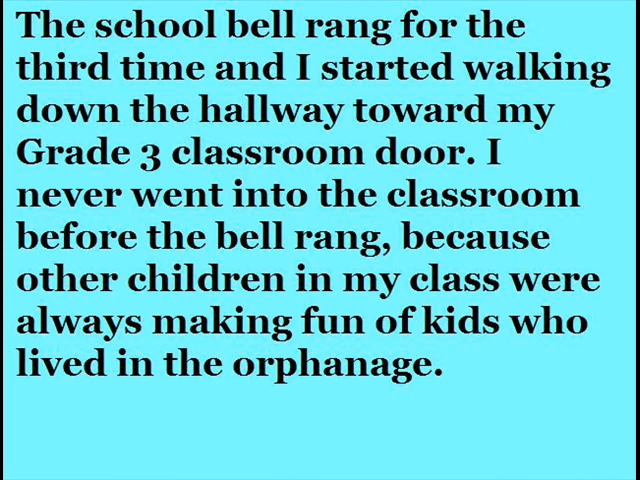 The school bell rang for the
third time and I started walking
down the hallway toward my
Grade 3 classroom door. I
never went into the classroom
before the bell rang, because
other children in my class were
always making fun of kids who
lived in the orphanage.